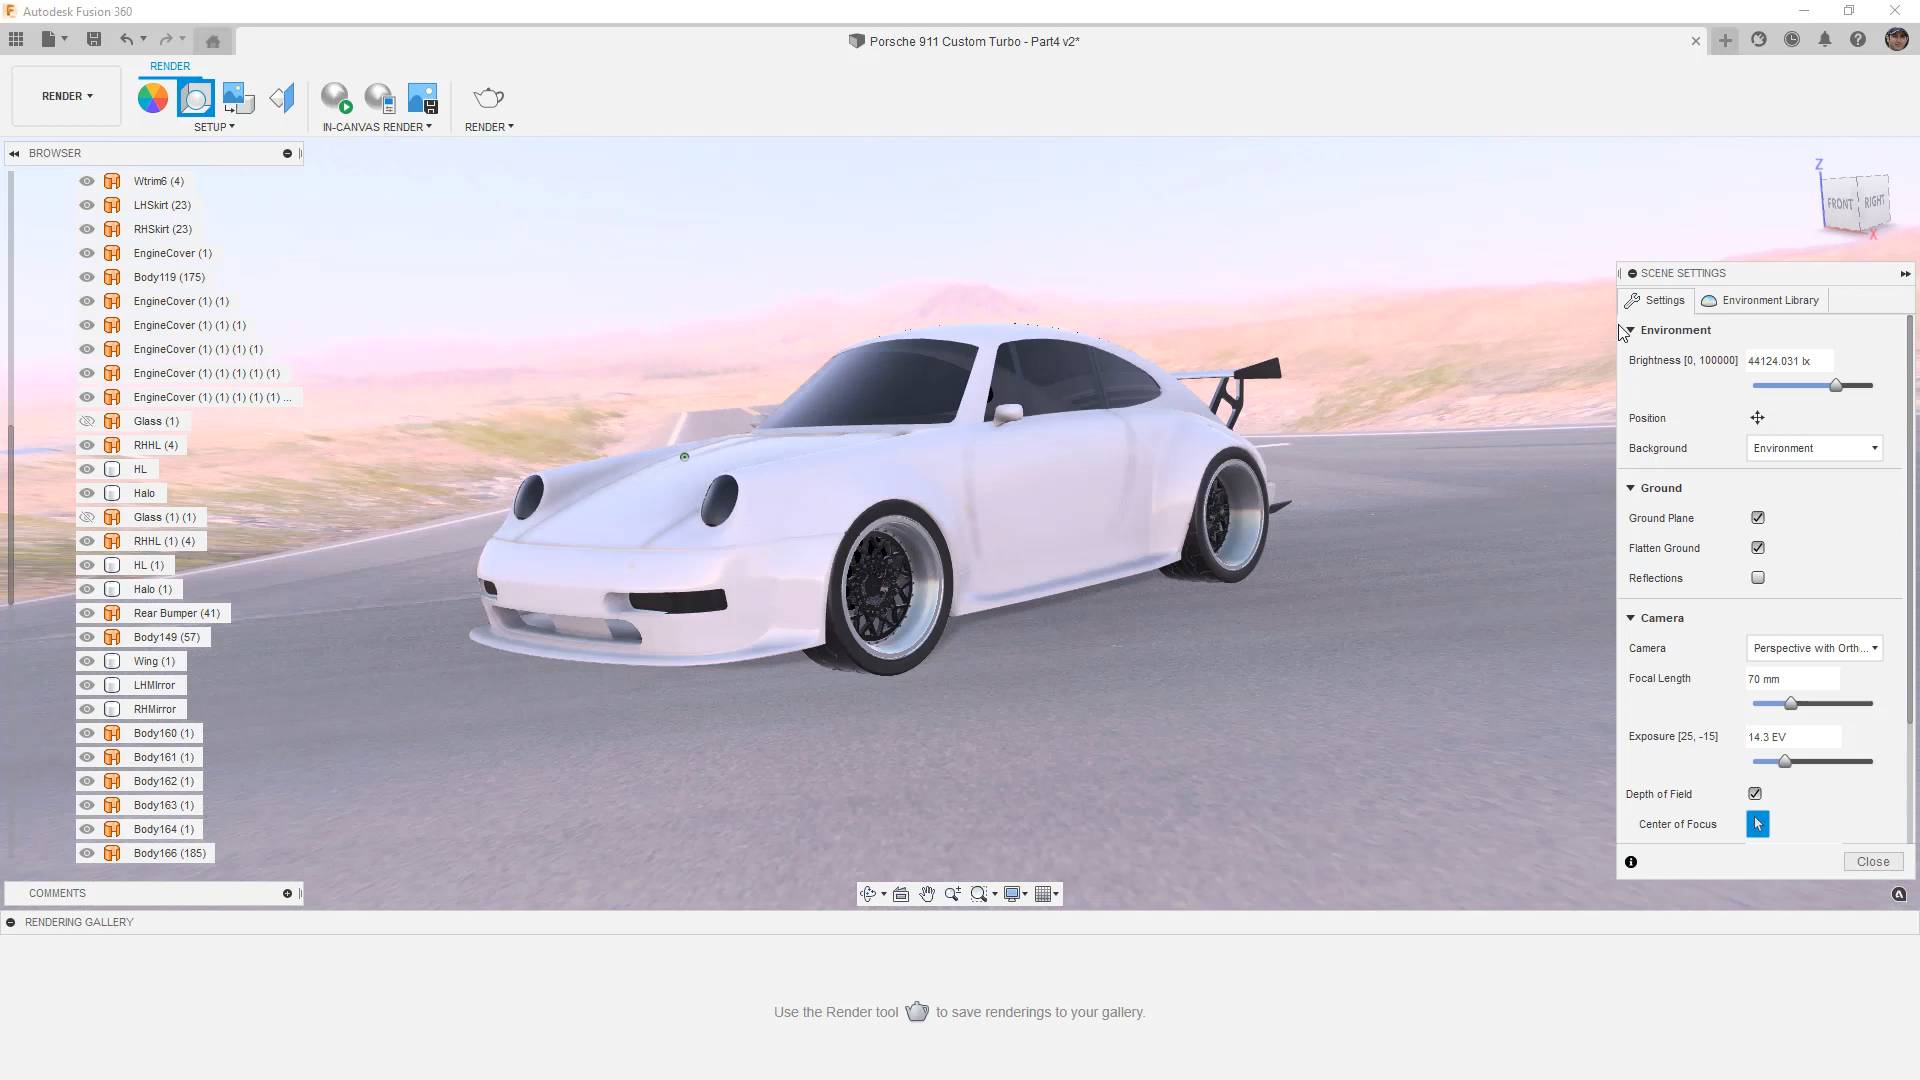 Autodesk Fusion 360
Porsche 911 Custom Turbo - Part4 v2*
RENDER
RENDER
SETUP
IN-CANVAS RENDER
RENDER
BROWSER
Wtrim6 (4)
LHSkirt (23)
RHSkirt (23)
EngineCover (1)
Body119 (175)
EngineCover (1) (1)
EngineCover (1) (1) (1)
EngineCover (1) (1) (1) (1)
EngineCover (1) (1) (1) (1) (1)
EngineCover (1) (1) (1) (1) (1) ...
Glass (1)
RHHL (4)
HL
Halo
Glass (1) (1)
RHHL (1) (4)
HL (1)
Halo (1)
Rear Bumper (41)
Body149 (57)
Wing (1)
LHMIrror
RHMirror
Body160 (1)
Body161 (1)
Body162 (1)
Body163 (1)
Body164 (1)
Body166 (185)
COMMENTS
Z
FRONT
RIGHT
X
SCENE SETTINGS
Settings
Environment Library
Environment
Brightness [0, 100000]
44124.031 lx
Position
Background
Environment
Ground
Ground Plane
Flatten Ground
Reflections
Camera
Camera
Perspective with Orth...
Focal Length
70 mm
Exposure [25, -15]
14.3 EV
Depth of Field
Center of Focus
Close
RENDERING GALLERY
Use the Render tool to save renderings to your gallery.